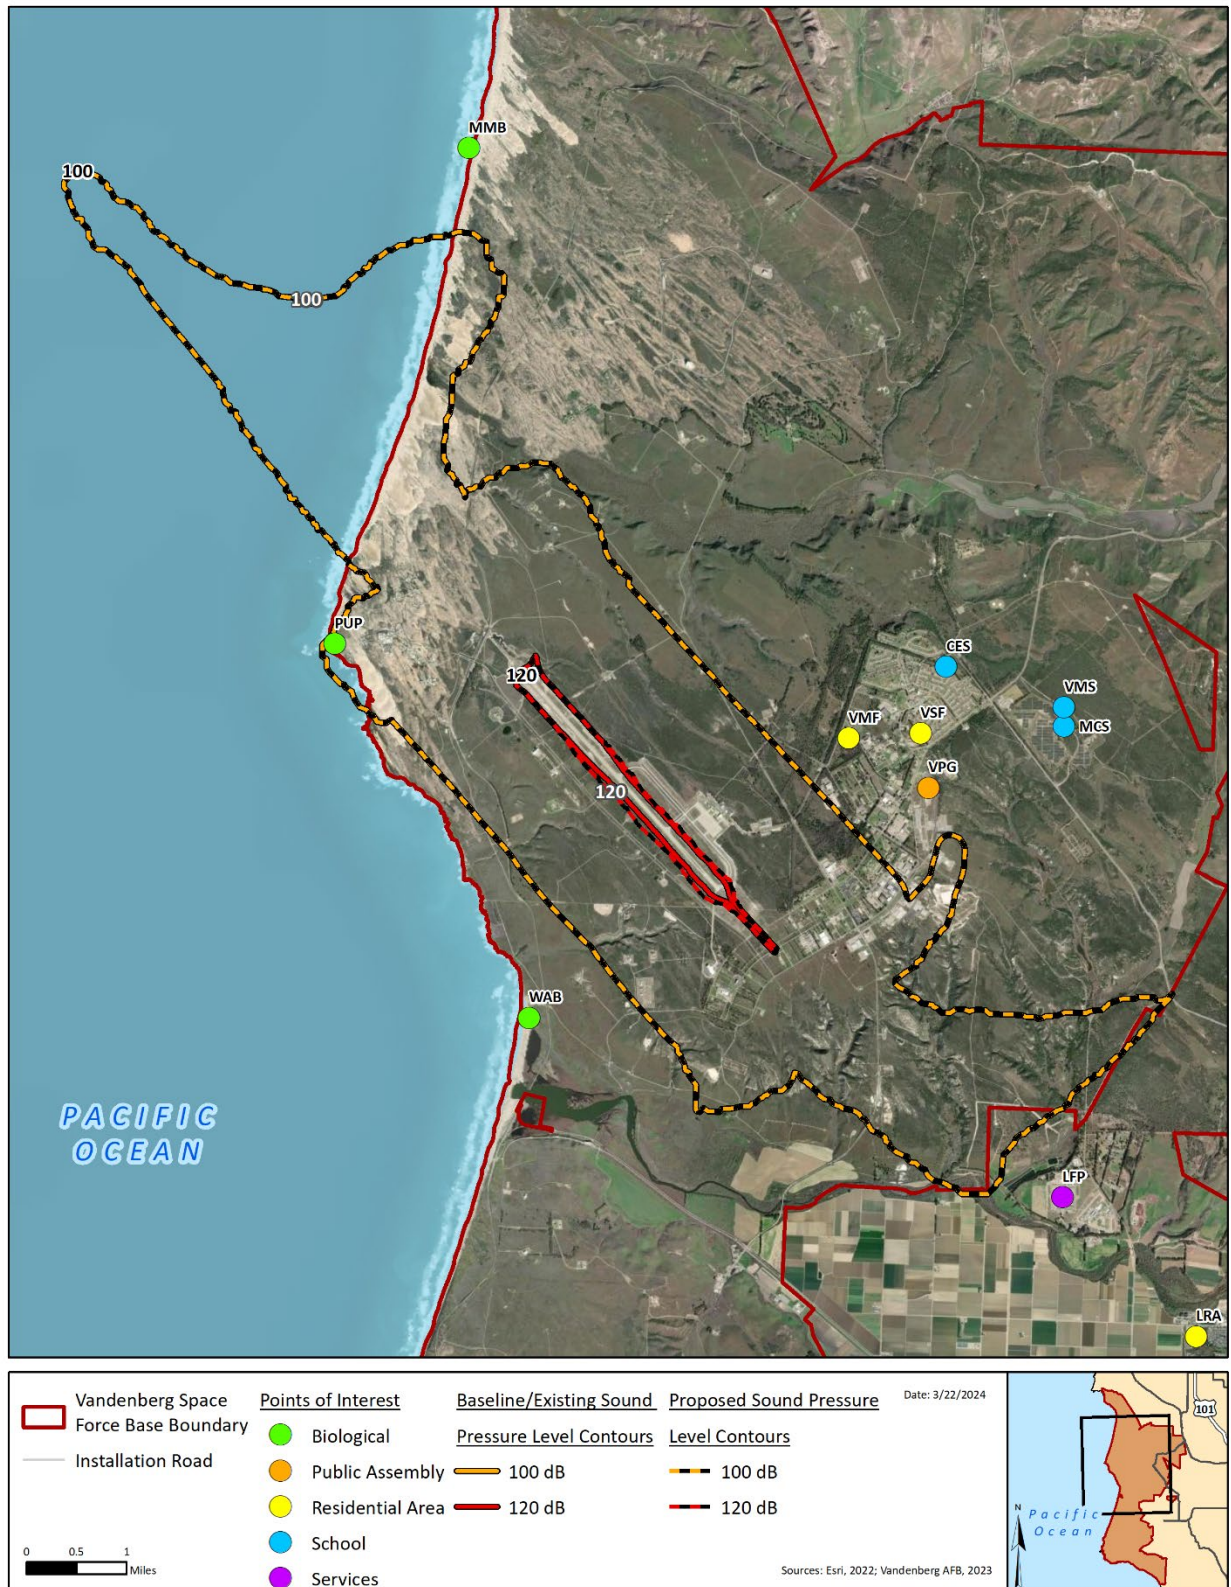 MMB
100
100
PUP
CES
120
VMS
VSF
VMF
MCS
VPG
120
WAB
PACIFIC
OCEAN
LFP
LRA
Vandenberg Space
Force Base Boundary
Installation Road
0 0.5 1
Miles
Points of Interest
Biological
Public Assembly
Residential Area
School
Services
Baseline/Existing Sound
Pressure Level Contours
100 dB
120 dB
Proposed Sound Pressure
Level Contours
100 dB
120 dB
Date: 3/22/2024
Sources: Esri, 2022; Vandenberg AFB, 2023
101
N
Pacific
Ocean